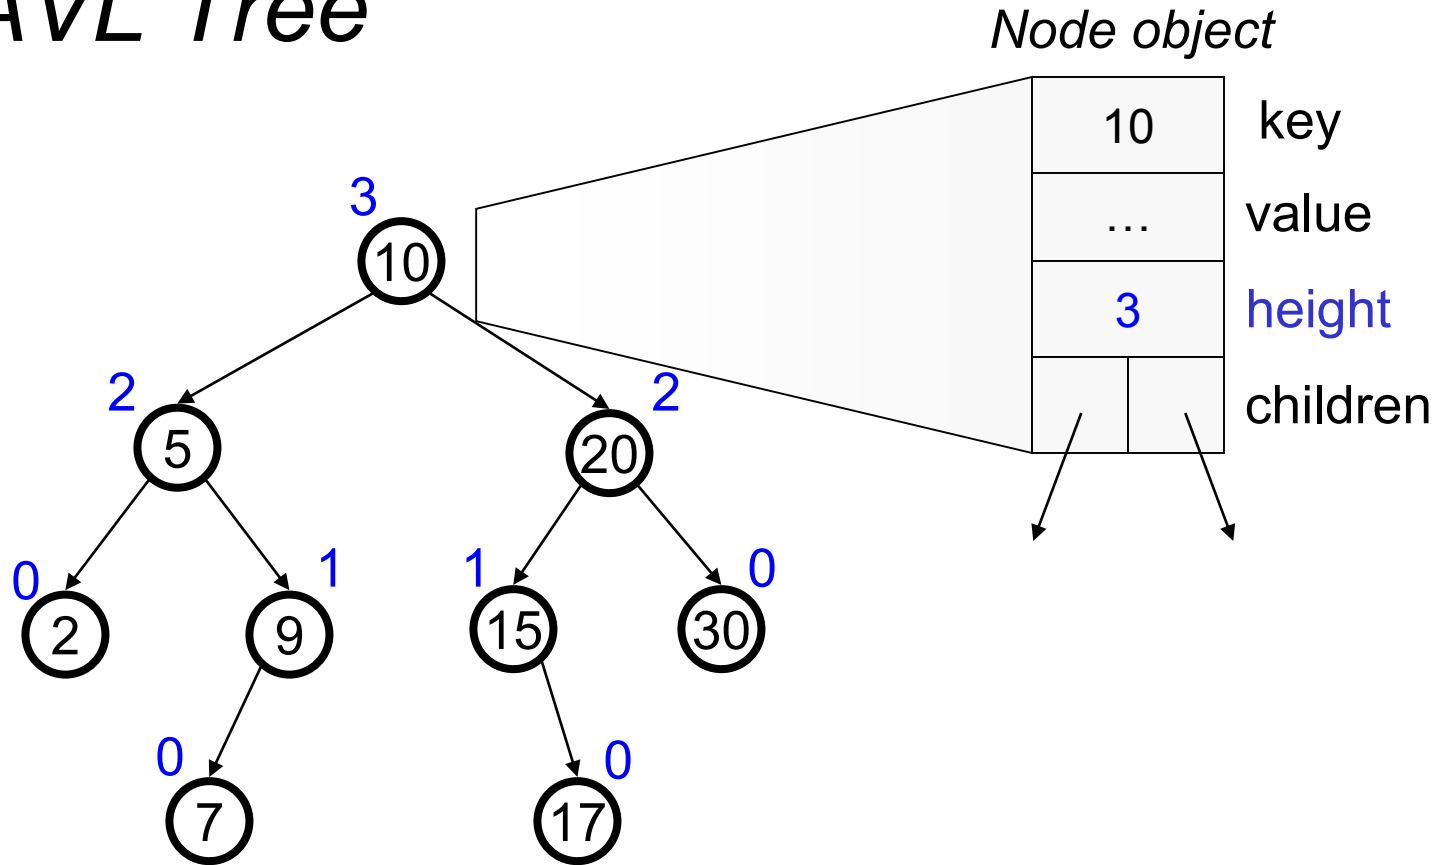 AVL Tree
Node object
10 key
… value
3 height
children
3
10
2 2
5 20
0 1 1 0
2 9 15 30
0 0
7 17